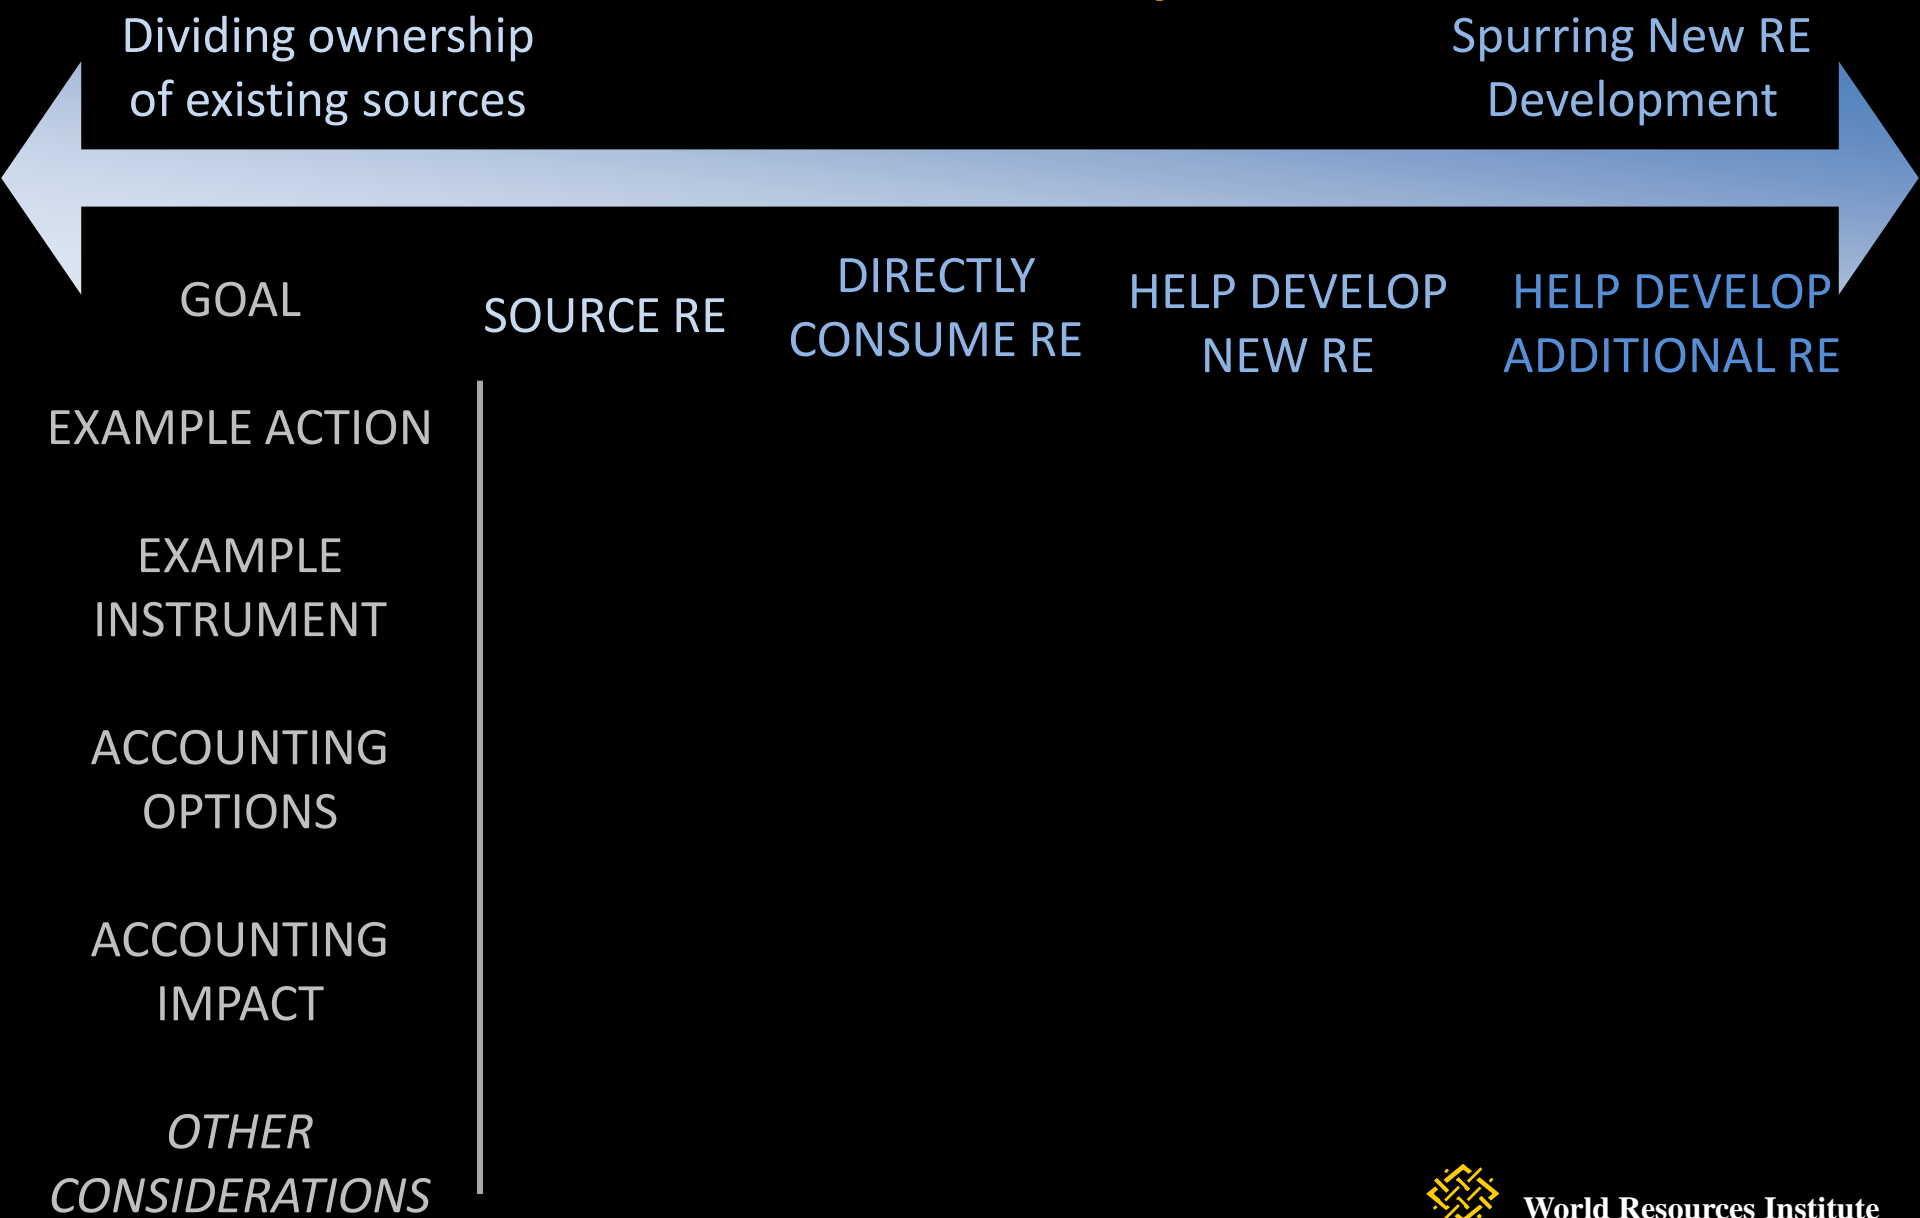 Dividing ownership
of existing sources
Spurring New RE
Development
GOAL
SOURCE RE
DIRECTLY
CONSUME RE
HELP DEVELOP
NEW RE
HELP DEVELOP
ADDITIONAL RE
EXAMPLE ACTION
EXAMPLE
INSTRUMENT
ACCOUNTING
OPTIONS
ACCOUNTING
IMPACT
OTHER
CONSIDERATIONS
World Resources Institute